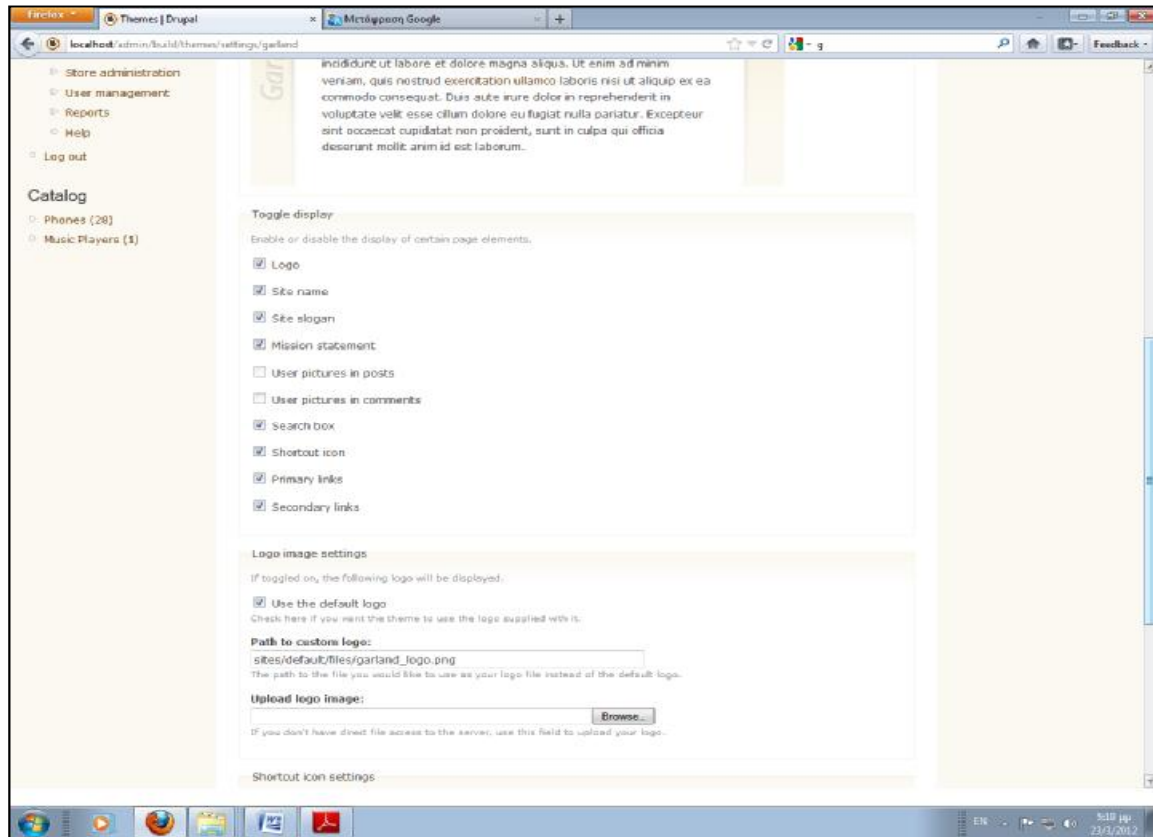 Firefox
Themes | Drupal
Μετάφραση Google
localhost/admin/build/themes/settings/garland
g
Feedback
Store administration
User management
Reports
Help
Log out
Catalog
Phones (28)
Music Players (1)
Gar
incididunt ut labore et dolore magna aliqua. Ut enim ad minim
veniam, quis nostrud exercitation ullamco laboris nisi ut aliquip ex ea
commodo consequat. Duis aute irure dolor in reprehenderit in
voluptate velit esse cillum dolore eu fugiat nulla pariatur. Excepteur
sint occaecat cupidatat non proident, sunt in culpa qui officia
deserunt mollit anim id est laborum.
Toggle display
Enable or disable the display of certain page elements.
Logo
Site name
Site slogan
Mission statement
User pictures in posts
User pictures in comments
Search box
Shortcut icon
Primary links
Secondary links
Logo image settings
If toggled on, the following logo will be displayed.
Use the default logo
Check here if you want the theme to use the logo supplied with it.
Path to custom logo:
sites/default/files/garland_logo.png
The path to the file you would like to use as your logo file instead of the default logo.
Upload logo image:
Browse...
If you don't have direct file access to the server, use this field to upload your logo.
Shortcut icon settings
EN
5:10 μμ
23/3/2012